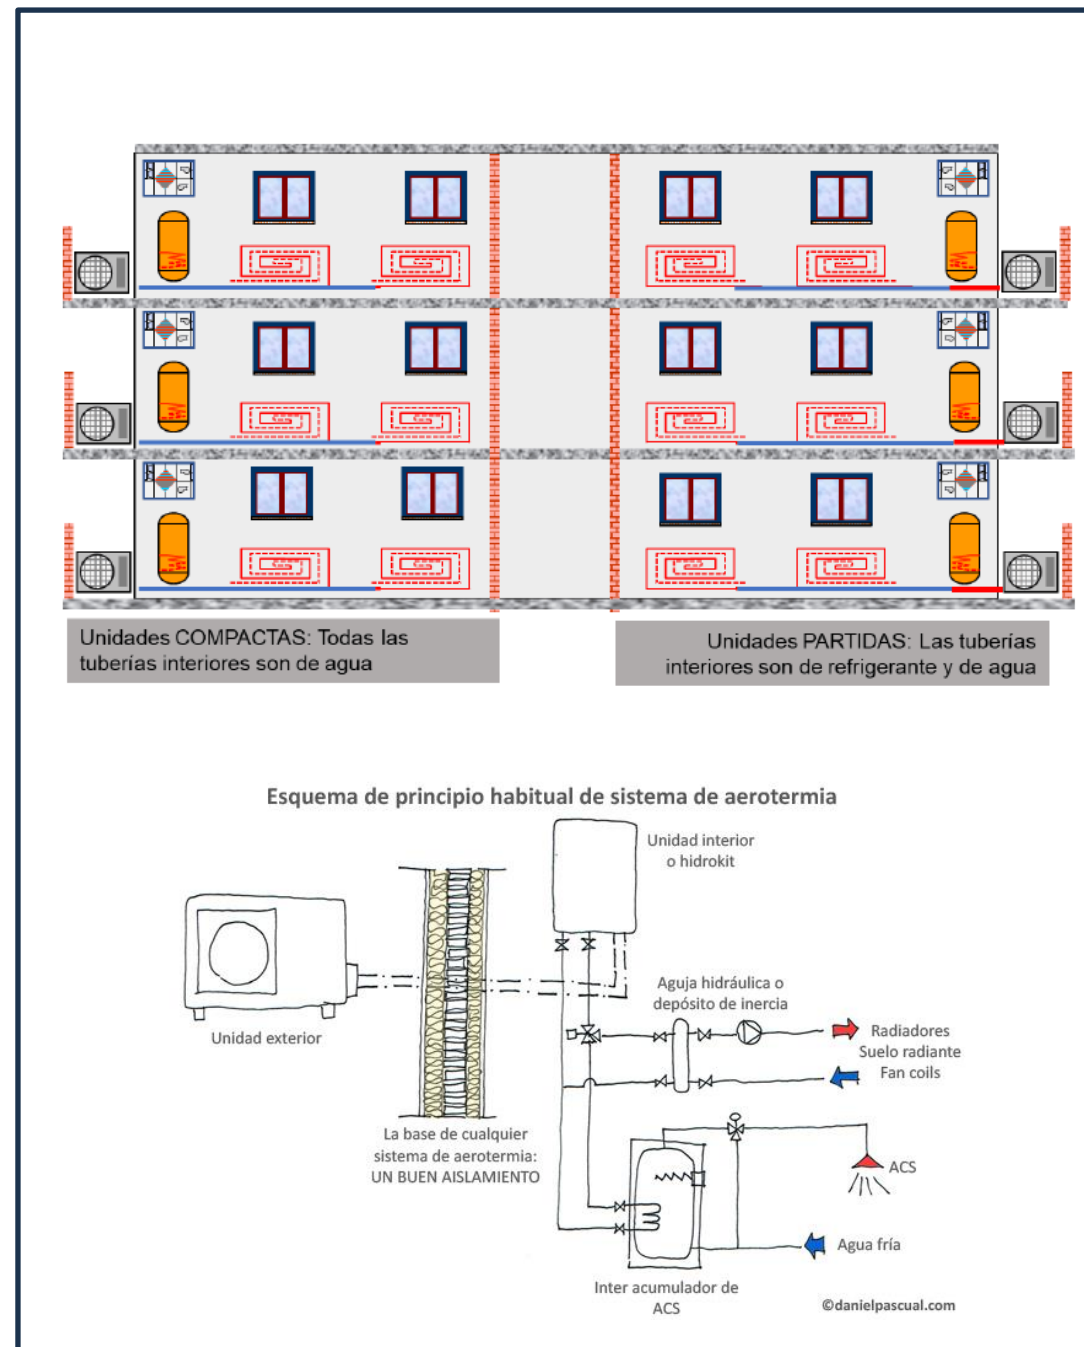 Unidades COMPACTAS: Todas las
tuberías interiores son de agua
Unidades PARTIDAS: Las tuberías
interiores son de refrigerante y de agua
Esquema de principio habitual de sistema de aerotermia
Unidad interior
o hidrokit
Unidad exterior
Aguja hidráulica o
depósito de inercia
Radiadores
Suelo radiante
Fan coils
La base de cualquier
sistema de aerotermia:
UN BUEN AISLAMIENTO
ACS
Agua fría
Inter acumulador de
ACS
©danielpascual.com